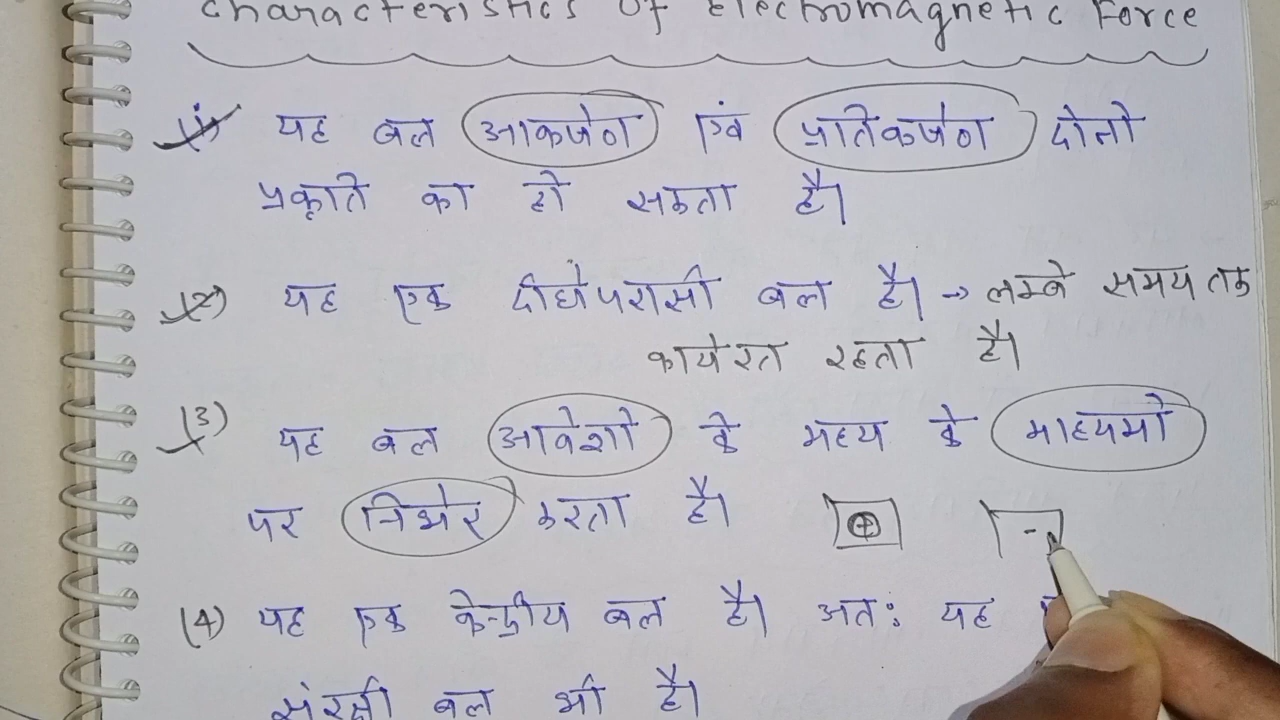 Characteristics Of Electromagnetic Force
(1) यह बल आकर्षण एंव प्रतिकर्षण दोनो
प्रकृति का हो सकता है।
(2) यह एक दीर्घपरासी बल है। → लम्बे समय तक
कार्यरत रहता है।
(3) यह बल आवेशो के मध्य के माध्यमों
पर निर्भर करता है। + -
(4) यह एक केन्द्रीय बल है। अतः यह
संरक्षी बल भी है।